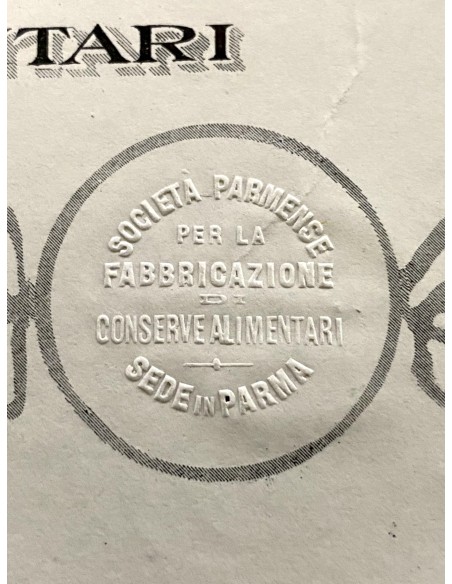 TARI
SOCIETÀ PARMENSE
PER LA
FABBRICAZIONE
DI
CONSERVE ALIMENTARI
SEDE IN PARMA